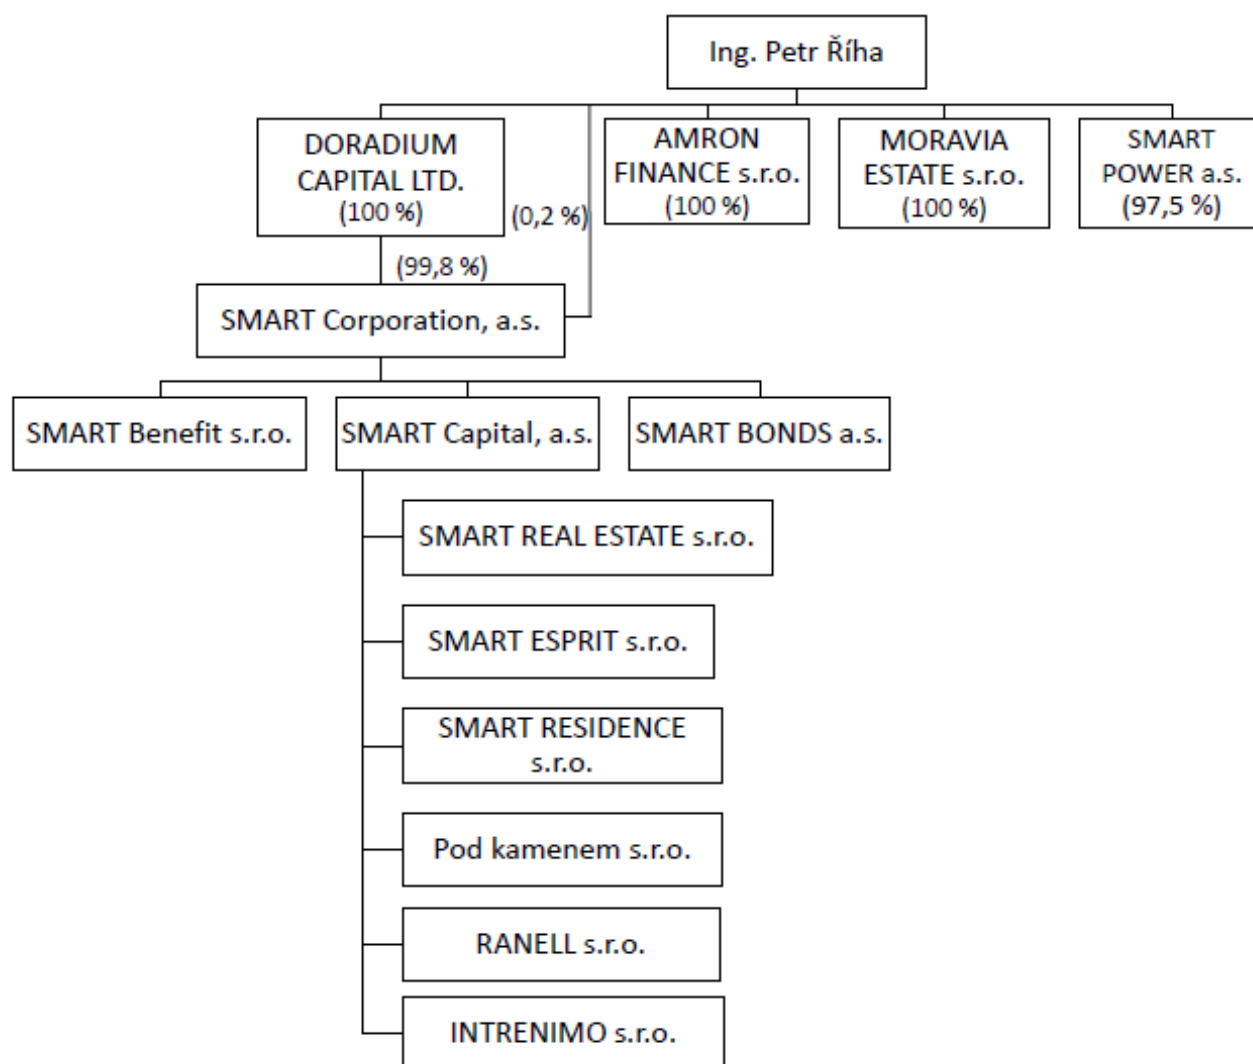 Ing. Petr Říha
DORADIUM
CAPITAL LTD.
(100 %)
(0,2 %)
AMRON
FINANCE s.r.o.
(100 %)
MORAVIA
ESTATE s.r.o.
(100 %)
SMART
POWER a.s.
(97,5 %)
(99,8 %)
SMART Corporation, a.s.
SMART Benefit s.r.o.
SMART Capital, a.s.
SMART BONDS a.s.
SMART REAL ESTATE s.r.o.
SMART ESPRIT s.r.o.
SMART RESIDENCE
s.r.o.
Pod kamenem s.r.o.
RANELL s.r.o.
INTRENIMO s.r.o.